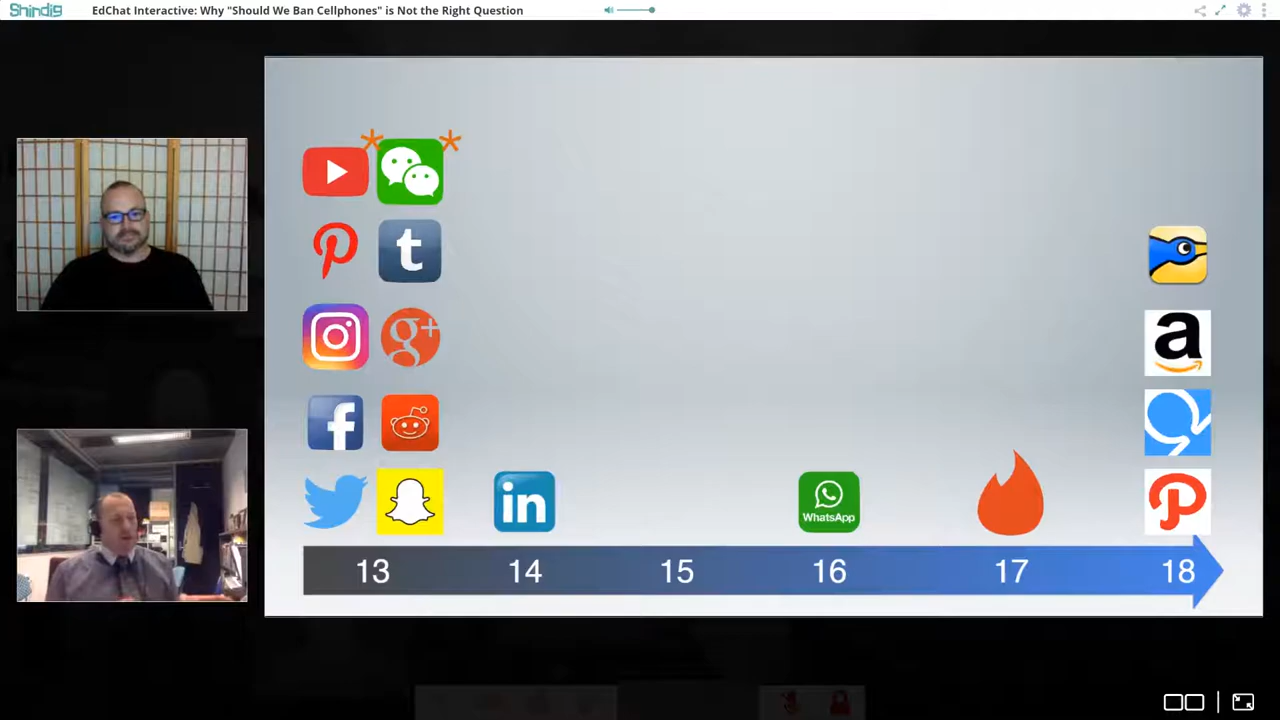 Shindig
EdChat Interactive: Why "Should We Ban Cellphones" is Not the Right Question
* *
t
g+
a
f
in
WhatsApp
13 14 15 16 17 18